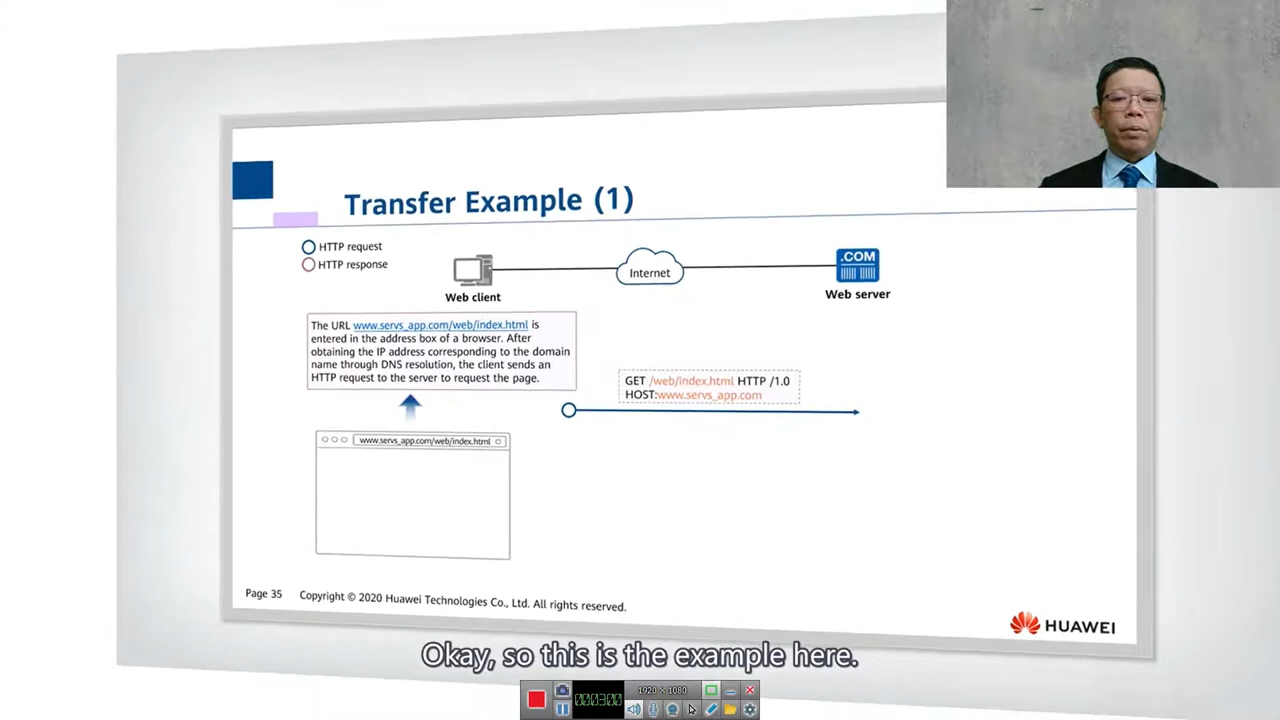 Transfer Example (1)
HTTP request
HTTP response
Web client
Internet
.COM
Web server
The URL www.servs_app.com/web/index.html is
entered in the address box of a browser. After
obtaining the IP address corresponding to the domain
name through DNS resolution, the client sends an
HTTP request to the server to request the page.
GET /web/index.html HTTP /1.0
HOST:www.servs_app.com
www.servs_app.com/web/index.html
Page 35
Copyright © 2020 Huawei Technologies Co., Ltd. All rights reserved.
HUAWEI
Okay, so this is the example here.
1920 × 1080
000300